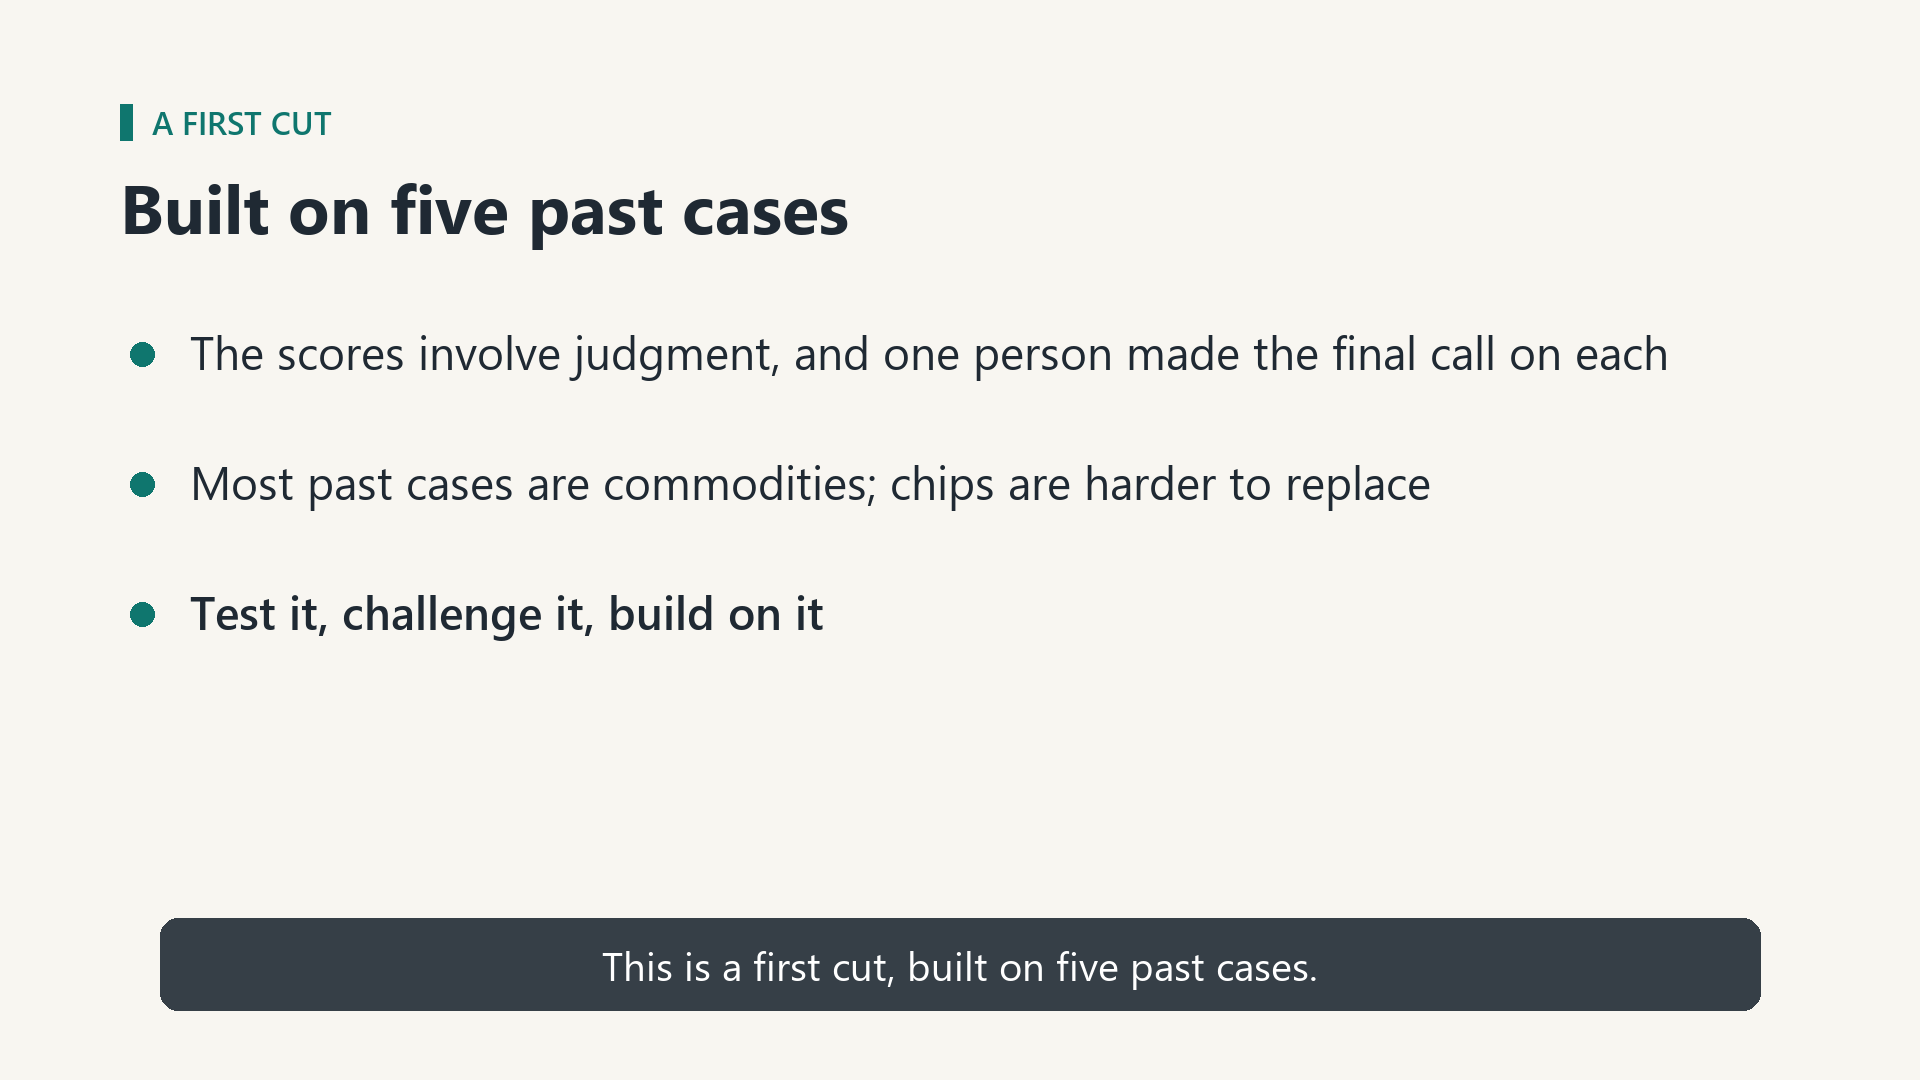 A FIRST CUT
Built on five past cases
The scores involve judgment, and one person made the final call on each
Most past cases are commodities; chips are harder to replace
Test it, challenge it, build on it
This is a first cut, built on five past cases.